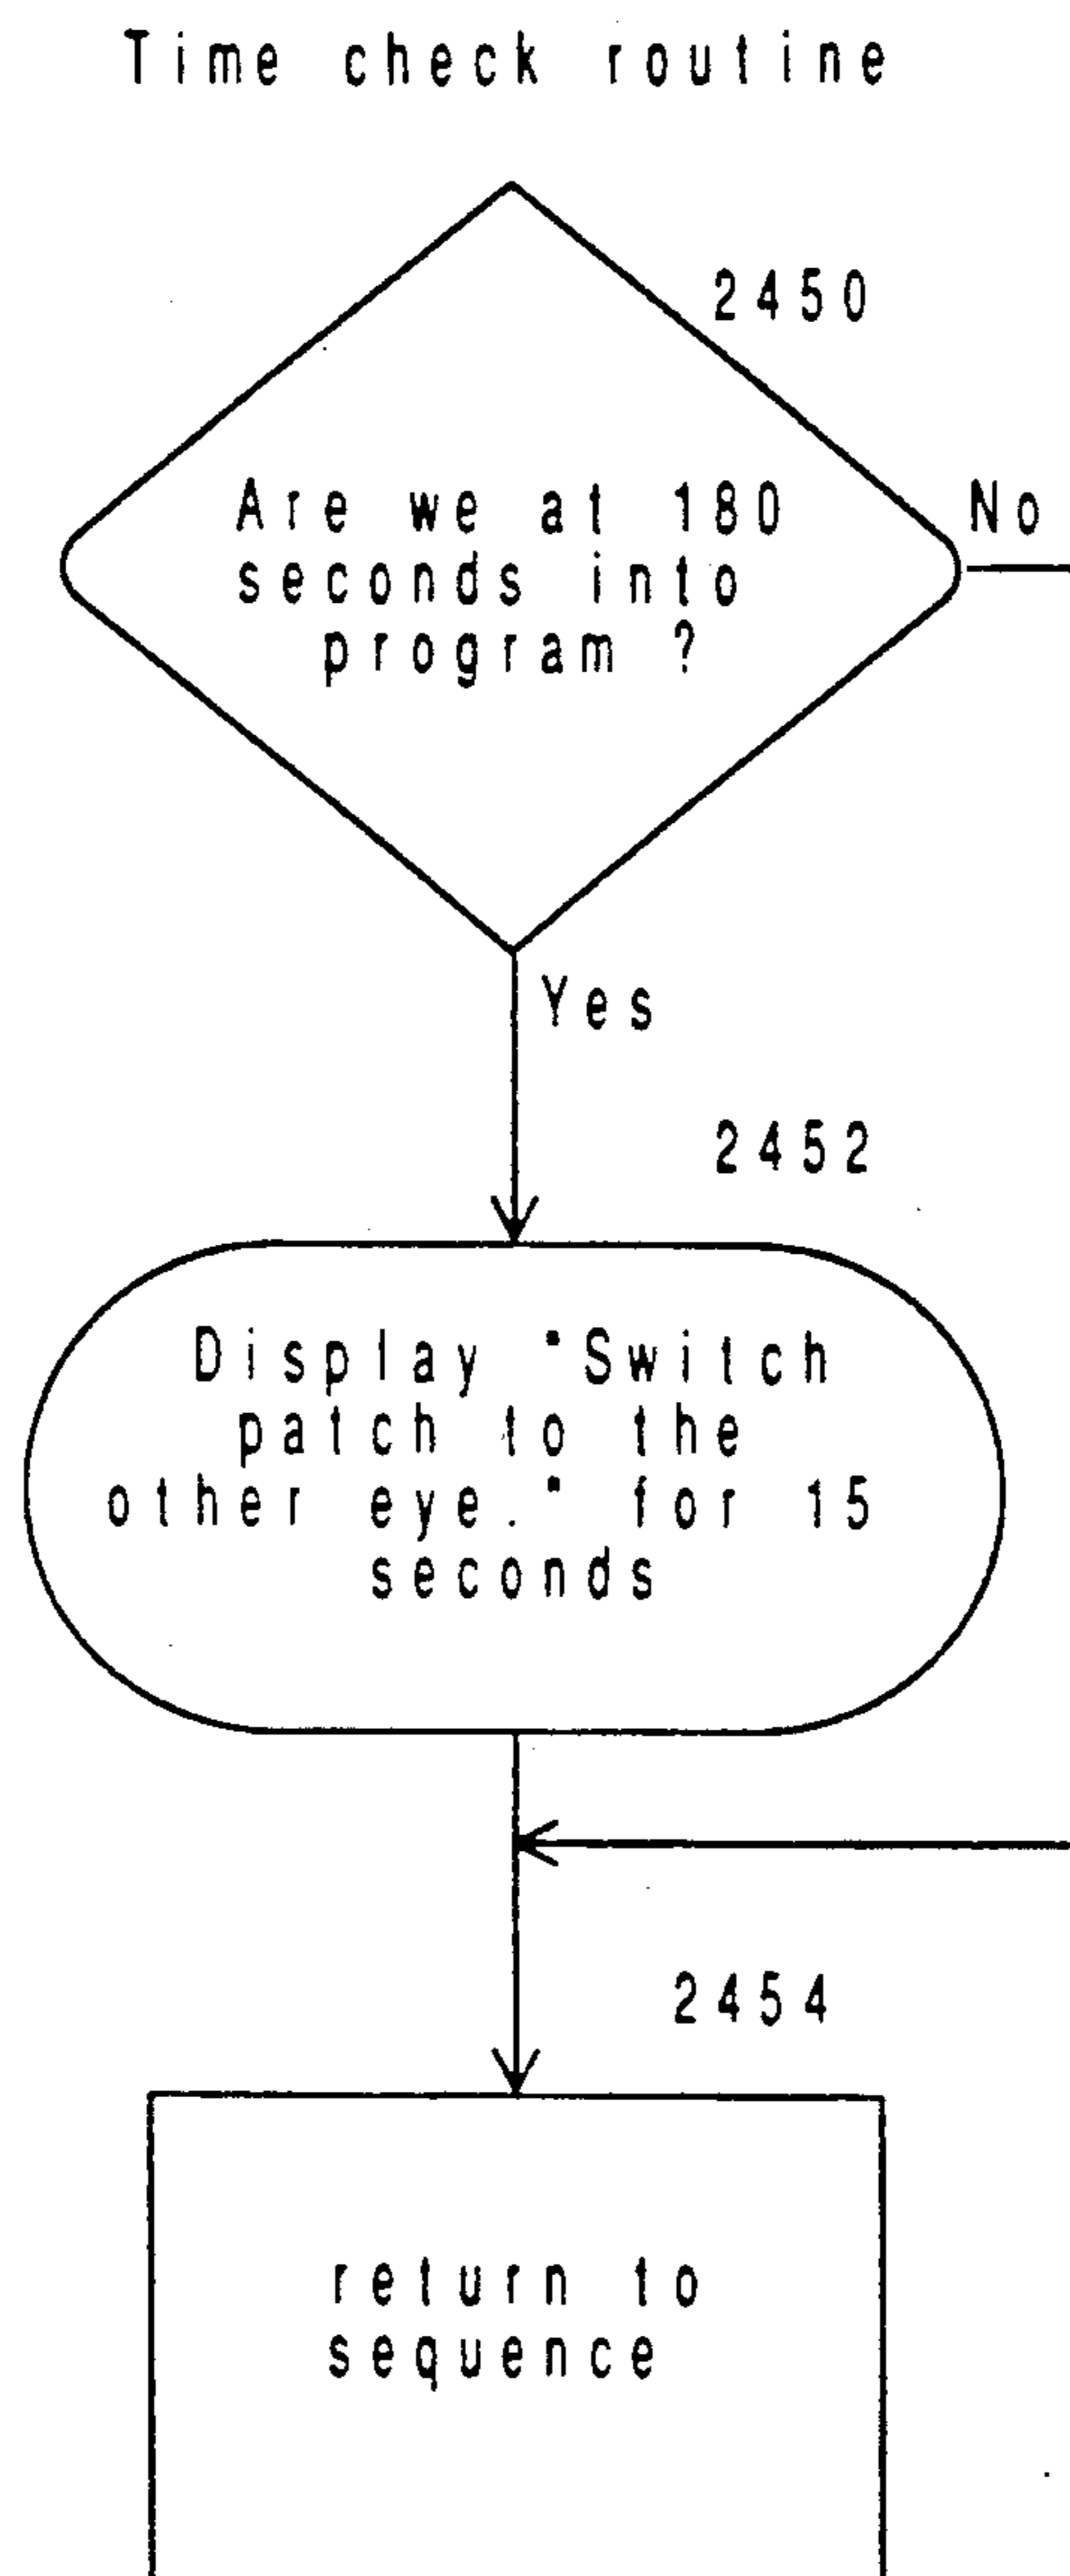 Time check routine
2450
Are we at 180
seconds into
program ?
No
Yes
2452
Display "Switch
patch to the
other eye." for 15
seconds
2454
return to
sequence